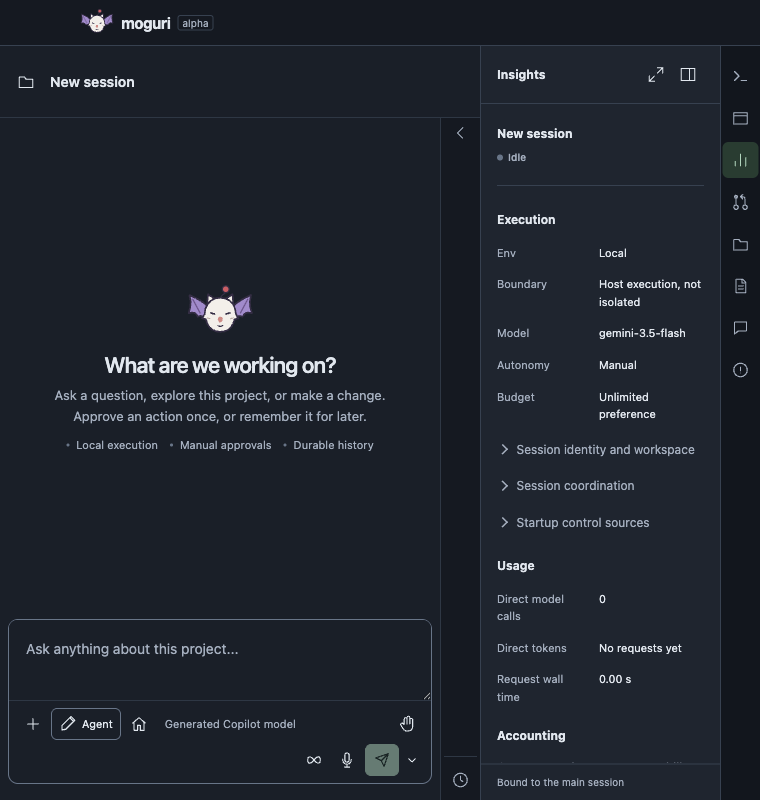 moguri alpha
New session
What are we working on?
Ask a question, explore this project, or make a change.
Approve an action once, or remember it for later.
• Local execution • Manual approvals • Durable history
Ask anything about this project...
Agent Generated Copilot model
Insights
New session
Idle
Execution
Env Local
Boundary Host execution, not
isolated
Model gemini-3.5-flash
Autonomy Manual
Budget Unlimited
preference
Session identity and workspace
Session coordination
Startup control sources
Usage
Direct model 0
calls
Direct tokens No requests yet
Request wall 0.00 s
time
Accounting
Bound to the main session